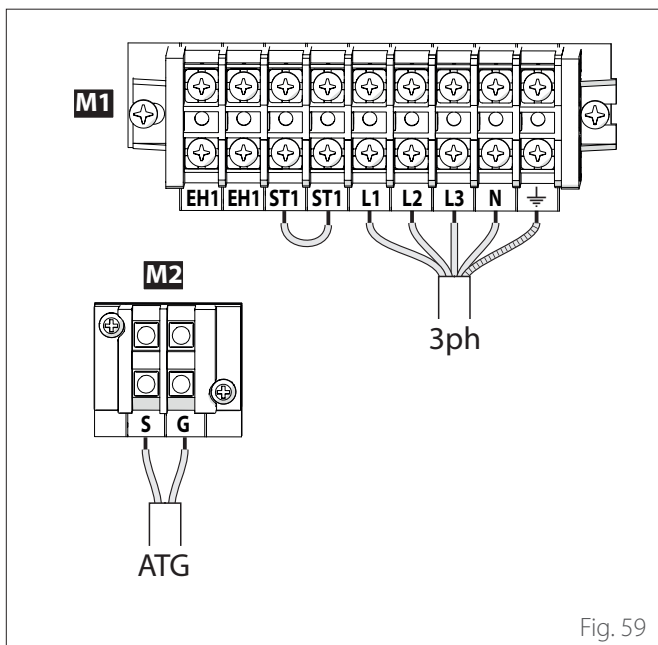 M1
EH1 EH1 ST1 ST1 L1 L2 L3 N ⏚
3ph
M2
S G
ATG
Fig. 59